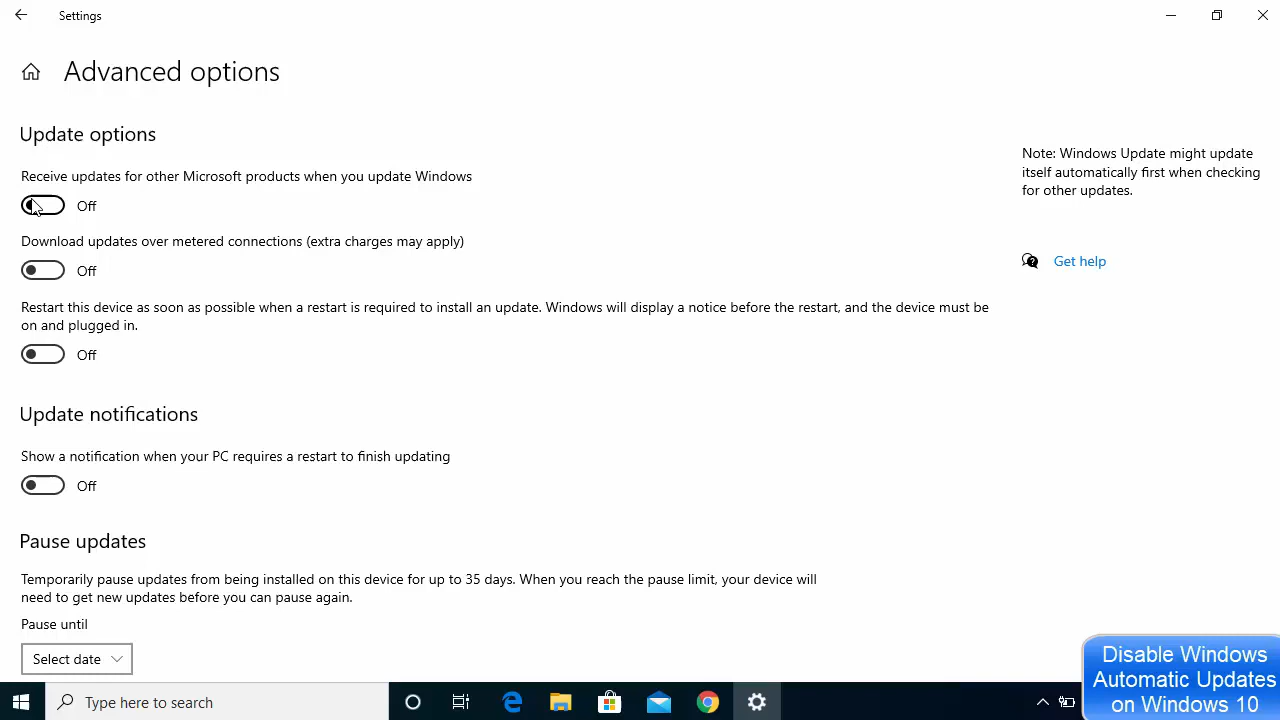 Settings
Advanced options
Update options
Receive updates for other Microsoft products when you update Windows
Off
Download updates over metered connections (extra charges may apply)
Off
Restart this device as soon as possible when a restart is required to install an update. Windows will display a notice before the restart, and the device must be
on and plugged in.
Off
Update notifications
Show a notification when your PC requires a restart to finish updating
Off
Pause updates
Temporarily pause updates from being installed on this device for up to 35 days. When you reach the pause limit, your device will
need to get new updates before you can pause again.
Pause until
Select date
Note: Windows Update might update
itself automatically first when checking
for other updates.
Get help
Type here to search
Disable Windows
Automatic Updates
on Windows 10